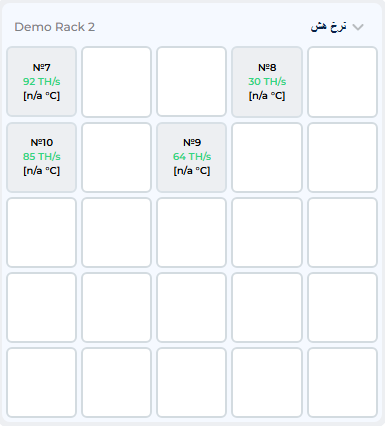 Demo Rack 2
نرخ هش
№7
92 TH/s
[n/a °C]
№8
30 TH/s
[n/a °C]
№10
85 TH/s
[n/a °C]
№9
64 TH/s
[n/a °C]